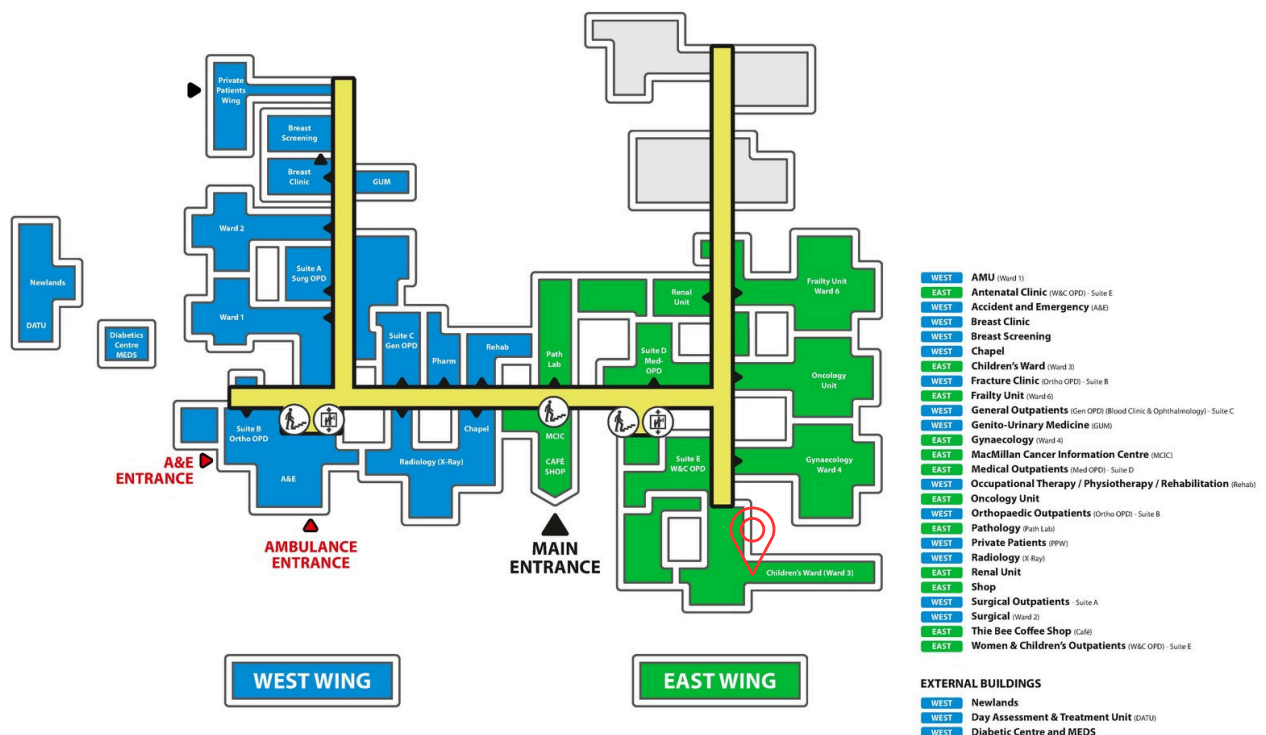 Private
Patients
Wing
Breast
Screening
Breast
Clinic
GUM
Ward 2
Suite A
Surg OPD
Newlands
DATU
Ward 1
Diabetics
Centre
MEDS
Suite C
Gen OPD
Pharm
Rehab
Path
Lab
Renal
Unit
Frailty Unit
Ward 6
Suite D
Med-
OPD
Oncology
Unit
Suite B
Ortho OPD
Chapel
MCIC
CAFÉ
SHOP
Suite E
W&C OPD
Gynaecology
Ward 4
A&E
ENTRANCE
A&E
Radiology (X-Ray)
AMBULANCE
ENTRANCE
MAIN
ENTRANCE
Children's Ward (Ward 3)
WEST WING
EAST WING
WEST AMU (Ward 1)
EAST Antenatal Clinic (W&C OPD) - Suite E
WEST Accident and Emergency (A&E)
WEST Breast Clinic
WEST Breast Screening
WEST Chapel
EAST Children's Ward (Ward 3)
WEST Fracture Clinic (Ortho OPD) - Suite B
EAST Frailty Unit (Ward 6)
WEST General Outpatients (Gen OPD) (Blood Clinic & Ophthalmology) - Suite C
WEST Genito-Urinary Medicine (GUM)
EAST Gynaecology (Ward 4)
EAST MacMillan Cancer Information Centre (MCIC)
EAST Medical Outpatients (Med OPD) - Suite D
WEST Occupational Therapy / Physiotherapy / Rehabilitation (Rehab)
EAST Oncology Unit
WEST Orthopaedic Outpatients (Ortho OPD) - Suite B
EAST Pathology (Path Lab)
WEST Private Patients (PPW)
WEST Radiology (X-Ray)
EAST Renal Unit
EAST Shop
WEST Surgical Outpatients - Suite A
WEST Surgical (Ward 2)
EAST Thie Bee Coffee Shop (Café)
EAST Women & Children's Outpatients (W&C OPD) - Suite E
EXTERNAL BUILDINGS
WEST Newlands
WEST Day Assessment & Treatment Unit (DATU)
WEST Diabetic Centre and MEDS